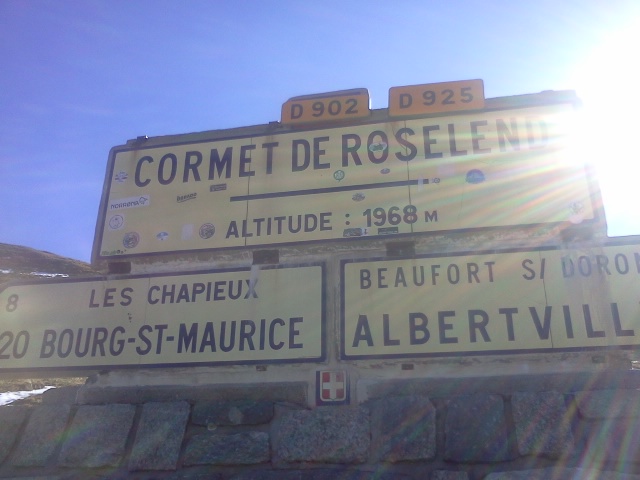 D 902
D 925
CORMET DE ROSELEND
ALTITUDE : 1968 M
8 LES CHAPIEUX
20 BOURG-ST-MAURICE
BEAUFORT S/ DORON
ALBERTVILL